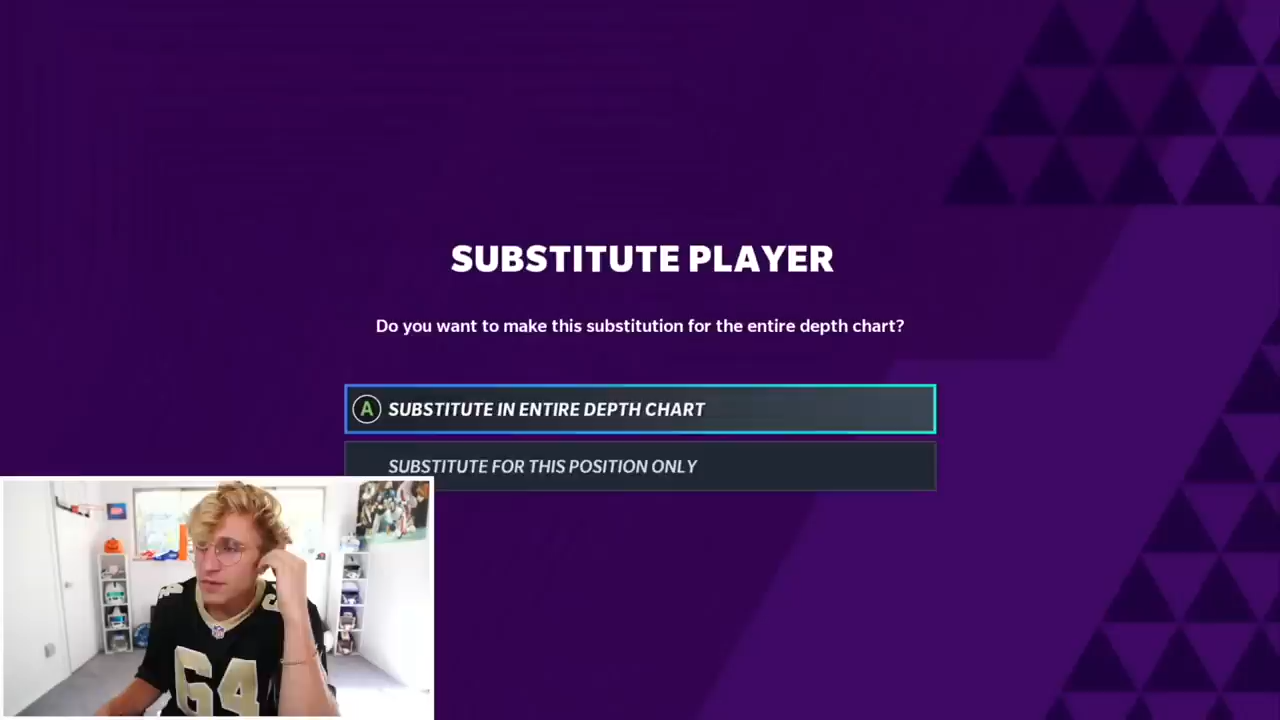 SUBSTITUTE PLAYER
Do you want to make this substitution for the entire depth chart?
A SUBSTITUTE IN ENTIRE DEPTH CHART
SUBSTITUTE FOR THIS POSITION ONLY
64